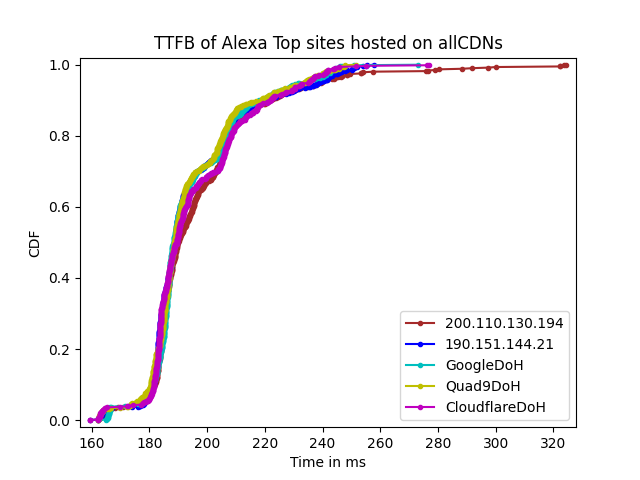 TTFB of Alexa Top sites hosted on allCDNs
1.0
0.8
0.6
0.4
0.2
0.0
CDF
160 180 200 220 240 260 280 300 320
Time in ms
200.110.130.194
190.151.144.21
GoogleDoH
Quad9DoH
CloudflareDoH